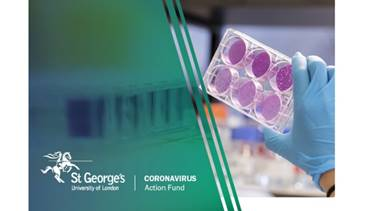 St George's
University of London
CORONAVIRUS
Action Fund